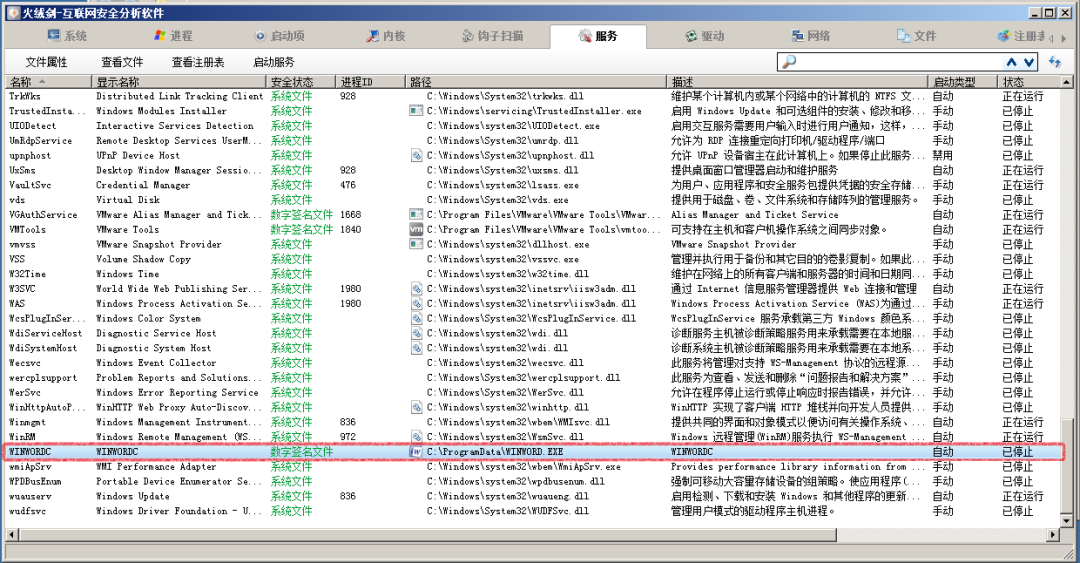 火绒剑-互联网安全分析软件
系统 进程 启动项 内核 钩子扫描 服务 驱动 网络 文件 注册表
文件属性 查看文件 查看注册表 启动服务
名称 显示名称 安全状态 进程ID 路径 描述 启动类型 状态
TrkWks Distributed Link Tracking Client 系统文件 928 C:\Windows\System32\trkwks.dll 维护某个计算机内或某个网络中的计算机的 NTFS 文... 自动 正在运行
TrustedInsta... Windows Modules Installer 系统文件 C:\Windows\servicing\TrustedInstaller.exe 启用 Windows Update 和可选组件的安装、修改和移... 手动 已停止
UI0Detect Interactive Services Detection 系统文件 C:\Windows\System32\UI0Detect.exe 启用交互服务需要用户输入时进行用户通知，这样，... 手动 已停止
UmRdpService Remote Desktop Services UserM... 系统文件 C:\Windows\System32\umrdp.dll 允许为 RDP 连接重定向打印机/驱动程序/端口 手动 已停止
upnphost UPnP Device Host 系统文件 C:\Windows\System32\upnphost.dll 允许 UPnP 设备宿主在此计算机上。如果停止此服务... 禁用 已停止
UxSms Desktop Window Manager Sessio... 系统文件 928 C:\Windows\System32\uxsms.dll 提供桌面窗口管理器启动和维护服务 自动 正在运行
VaultSvc Credential Manager 系统文件 476 C:\Windows\System32\lsass.exe 为用户、应用程序和安全服务包提供凭据的安全存储... 手动 正在运行
vds Virtual Disk 系统文件 C:\Windows\System32\vds.exe 提供用于磁盘、卷、文件系统和存储阵列的管理服务。 手动 已停止
VGAuthService VMware Alias Manager and Tick... 数字签名文件 1668 C:\Program Files\VMware\VMware Tools\VMwar... Alias Manager and Ticket Service 自动 正在运行
VMTools VMware Tools 数字签名文件 1840 C:\Program Files\VMware\VMware Tools\vmtoo... 可支持在主机和客户机操作系统之间同步对象。 自动 正在运行
vmvss VMware Snapshot Provider 系统文件 C:\Windows\System32\dllhost.exe VMware Snapshot Provider 手动 已停止
VSS Volume Shadow Copy 系统文件 C:\Windows\System32\vssvc.exe 管理并执行用于备份和其它目的的卷影复制。如果此... 手动 已停止
W32Time Windows Time 系统文件 C:\Windows\System32\w32time.dll 维护在网络上的所有客户端和服务器的时间和日期同... 手动 已停止
W3SVC World Wide Web Publishing Ser... 系统文件 1980 C:\Windows\System32\inetsrv\iisw3adm.dll 通过 Internet 信息服务管理器提供 Web 连接和管理 自动 正在运行
WAS Windows Process Activation Se... 系统文件 1980 C:\Windows\System32\inetsrv\iisw3adm.dll Windows Process Activation Service (WAS)为通过... 手动 正在运行
WcsPlugInSer... Windows Color System 系统文件 C:\Windows\System32\WcsPlugInService.dll WcsPlugInService 服务承载第三方 Windows 颜色系... 手动 已停止
WdiServiceHost Diagnostic Service Host 系统文件 C:\Windows\System32\wdi.dll 诊断服务主机被诊断策略服务用来承载需要在本地服... 手动 已停止
WdiSystemHost Diagnostic System Host 系统文件 C:\Windows\System32\wdi.dll 诊断系统主机被诊断策略服务用来承载需要在本地系... 手动 已停止
Wecsvc Windows Event Collector 系统文件 C:\Windows\System32\wecsvc.dll 此服务将管理对支持 WS-Management 协议的远程源... 手动 已停止
wercplsupport Problem Reports and Solutions... 系统文件 C:\Windows\System32\wercplsupport.dll 此服务为查看、发送和删除“问题报告和解决方案”... 手动 已停止
WerSvc Windows Error Reporting Service 系统文件 C:\Windows\System32\WerSvc.dll 允许在程序停止运行或停止响应时报告错误，并允许... 手动 已停止
WinHttpAutoP... WinHTTP Web Proxy Auto-Discov... 系统文件 C:\Windows\System32\winhttp.dll WinHTTP 实现了客户端 HTTP 堆栈并向开发人员提供... 手动 已停止
Winmgmt Windows Management Instrument... 系统文件 836 C:\Windows\System32\wbem\WMIsvc.dll 提供共同的界面和对象模式以便访问有关操作系统、... 自动 正在运行
WinRM Windows Remote Management (WS... 系统文件 972 C:\Windows\System32\WsmSvc.dll Windows 远程管理(WinRM)服务执行 WS-Management ... 自动 正在运行
WINWORDC WINWORDC 数字签名文件 C:\ProgramData\WINWORD.EXE WINWORDC 自动 已停止
wmiApSrv WMI Performance Adapter 系统文件 C:\Windows\System32\wbem\WmiApSrv.exe Provides performance library information from ... 手动 已停止
WPDBusEnum Portable Device Enumerator Se... 系统文件 C:\Windows\System32\wpdbusenum.dll 强制可移动大容量存储设备的组策略。使应用程序(... 手动 已停止
wuauserv Windows Update 系统文件 836 C:\Windows\System32\wuaueng.dll 启用检测、下载和安装 Windows 和其他程序的更新... 自动 正在运行
wudfsvc Windows Driver Foundation - U... 系统文件 C:\Windows\System32\WUDFSvc.dll 管理用户模式的驱动程序主机进程。 手动 已停止